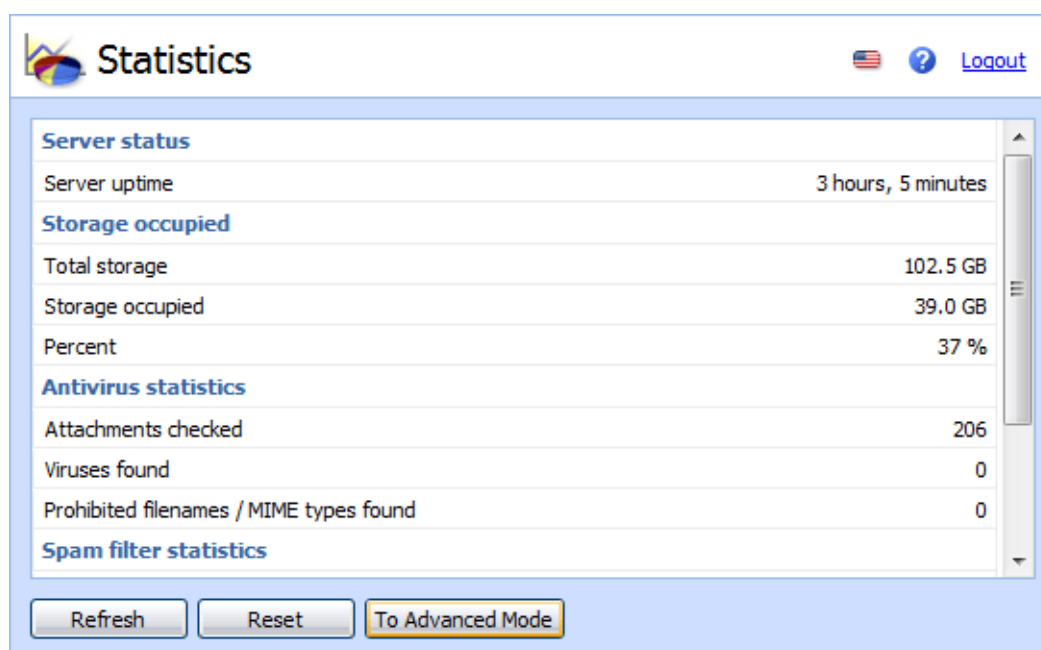 Statistics
Logout
Server status
Server uptime 3 hours, 5 minutes
Storage occupied
Total storage 102.5 GB
Storage occupied 39.0 GB
Percent 37 %
Antivirus statistics
Attachments checked 206
Viruses found 0
Prohibited filenames / MIME types found 0
Spam filter statistics
Refresh Reset To Advanced Mode